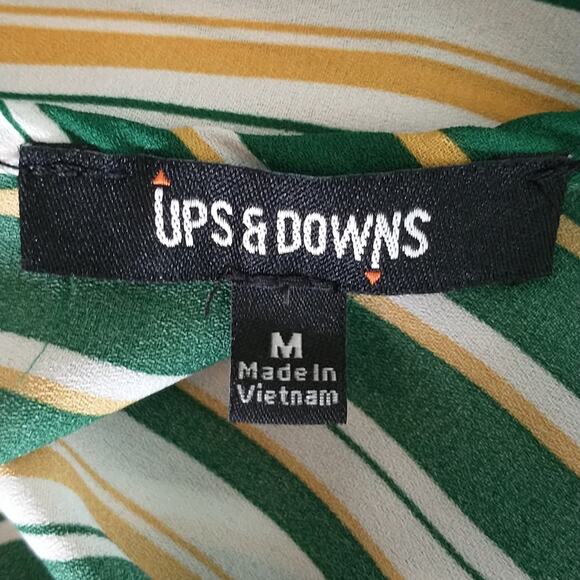 UPS & DOWNS
M
Made In
Vietnam